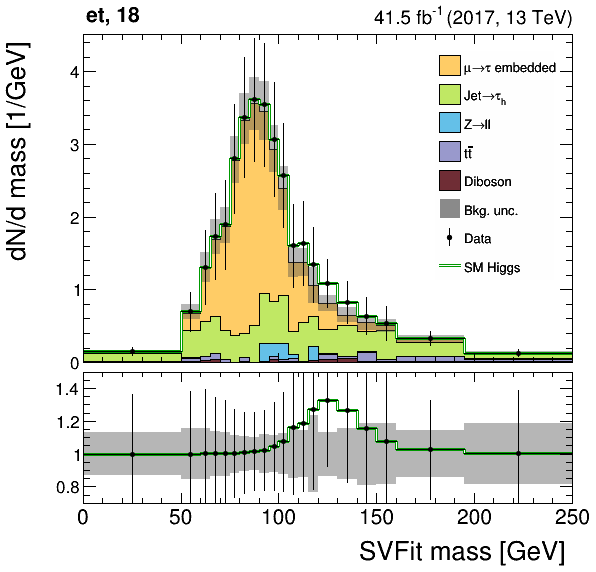 et, 18
41.5 fb⁻¹ (2017, 13 TeV)
dN/d mass [1/GeV]
4
3
2
1
0
μ→τ embedded
Jet→τₕ
Z→ll
tt̄
Diboson
Bkg. unc.
Data
SM Higgs
1.4
1.2
1
0.8
0 50 100 150 200 250
SVFit mass [GeV]